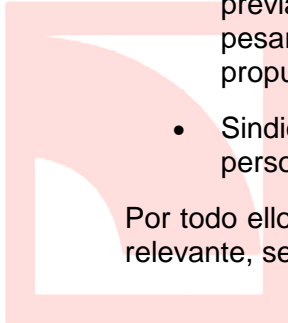 previa
pesar
propu
• Sindic
perso
Por todo ello
relevante, se